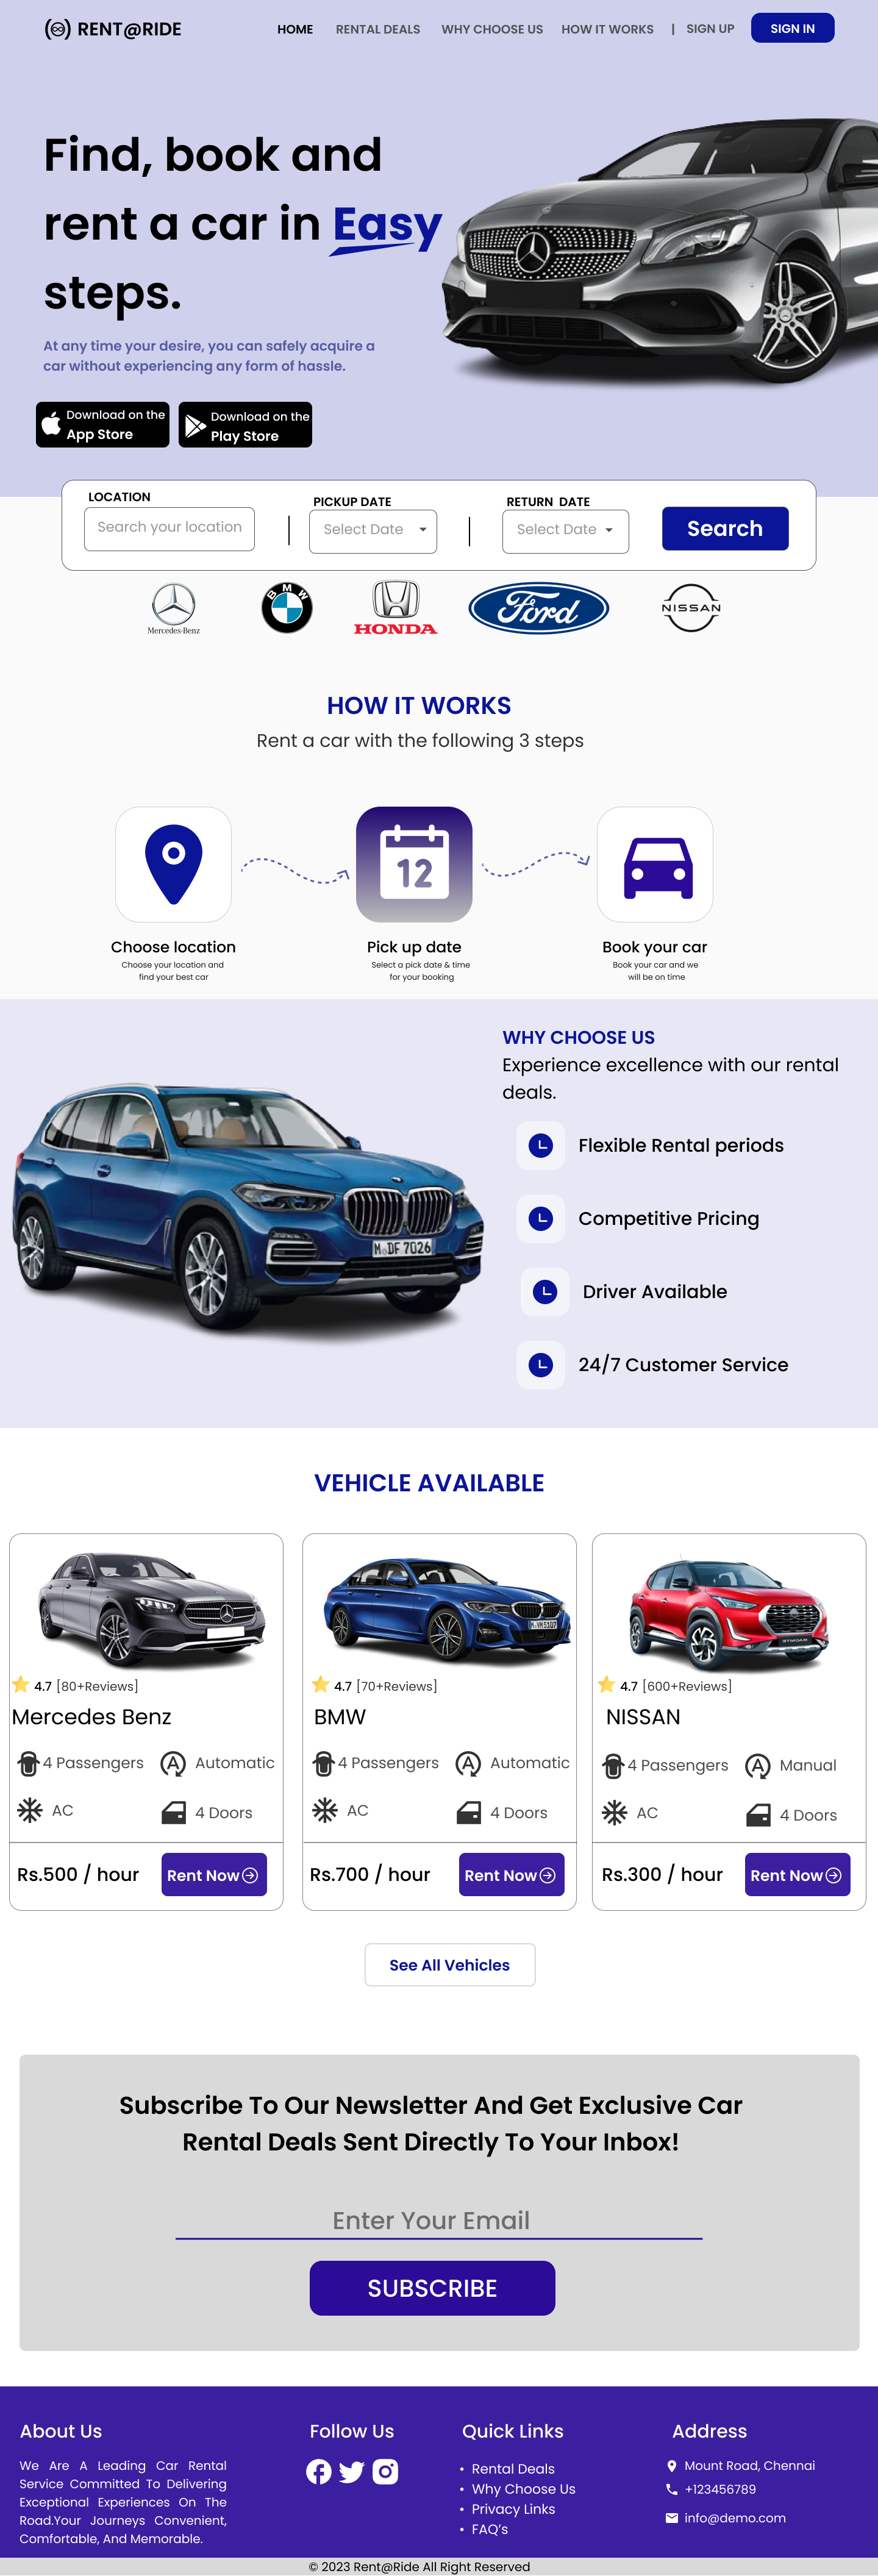 RENT@RIDE
HOME RENTAL DEALS WHY CHOOSE US HOW IT WORKS | SIGN UP SIGN IN
Find, book and
rent a car in Easy
steps.
At any time your desire, you can safely acquire a
car without experiencing any form of hassle.
Download on the
App Store
Download on the
Play Store
LOCATION
Search your location
PICKUP DATE
Select Date
RETURN DATE
Select Date
Search
Mercedes-Benz
BMW
HONDA
Ford
NISSAN
HOW IT WORKS
Rent a car with the following 3 steps
12
Choose location
Choose your location and
find your best car
Pick up date
Select a pick date & time
for your booking
Book your car
Book your car and we
will be on time
WHY CHOOSE US
Experience excellence with our rental
deals.
Flexible Rental periods
Competitive Pricing
Driver Available
24/7 Customer Service
M DF 7026
VEHICLE AVAILABLE
4.7 [80+Reviews]
Mercedes Benz
4 Passengers A Automatic
AC 4 Doors
Rs.500 / hour Rent Now
4.7 [70+Reviews]
BMW
4 Passengers A Automatic
AC 4 Doors
Rs.700 / hour Rent Now
4.7 [600+Reviews]
NISSAN
4 Passengers A Manual
AC 4 Doors
Rs.300 / hour Rent Now
See All Vehicles
Subscribe To Our Newsletter And Get Exclusive Car
Rental Deals Sent Directly To Your Inbox!
Enter Your Email
SUBSCRIBE
About Us
We Are A Leading Car Rental
Service Committed To Delivering
Exceptional Experiences On The
Road.Your Journeys Convenient,
Comfortable, And Memorable.
Follow Us
Quick Links
• Rental Deals
• Why Choose Us
• Privacy Links
• FAQ's
Address
Mount Road, Chennai
+123456789
info@demo.com
© 2023 Rent@Ride All Right Reserved